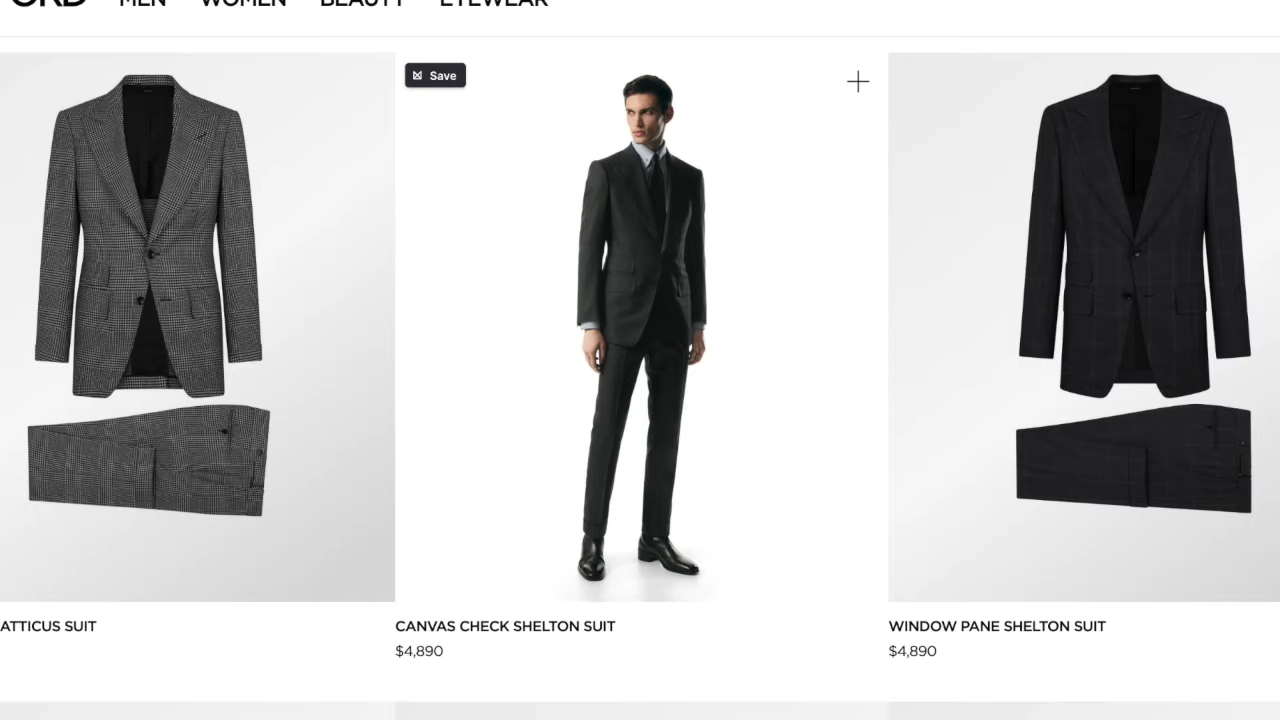 MEN WOMEN BEAUTY EYEWEAR
Save
ATTICUS SUIT
CANVAS CHECK SHELTON SUIT
$4,890
WINDOW PANE SHELTON SUIT
$4,890